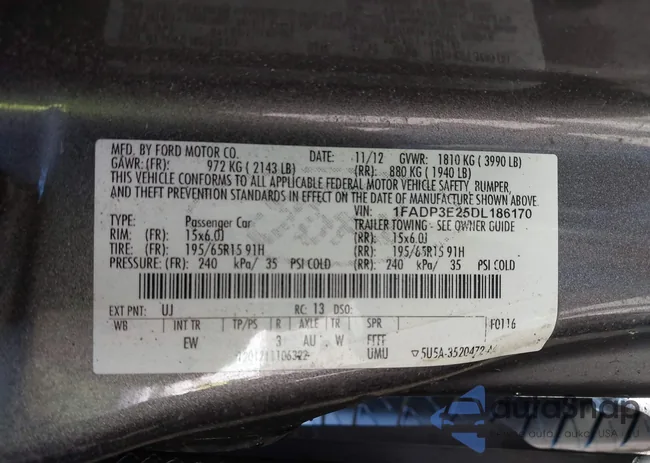 MFD. BY FORD MOTOR CO. DATE: 11/12 GVWR: 1810 KG ( 3990 LB)
GAWR: (FR): 972 KG ( 2143 LB) (RR): 880 KG ( 1940 LB)
THIS VEHICLE CONFORMS TO ALL APPLICABLE FEDERAL MOTOR VEHICLE SAFETY, BUMPER,
AND THEFT PREVENTION STANDARDS IN EFFECT ON THE DATE OF MANUFACTURE SHOWN ABOVE.
VIN: 1FADP3E25DL186170
TYPE: Passenger Car TRAILER TOWING - SEE OWNER GUIDE
RIM: (FR) 15x6.0J (RR): 15x6.0J
TIRE: (FR) 195/65R15 91H (RR): 195/65R15 91H
PRESSURE: (FR) 240 kPa/ 35 PSI COLD (RR): 240 kPa/ 35 PSI COLD
EXT PNT: UJ RC: 13 DSO: F0116
WB INT TR TP/PS R AXLE TR SPR
EW 3 AU W FFFF
UMU ▽5U5A-3520472-A
autoSnap